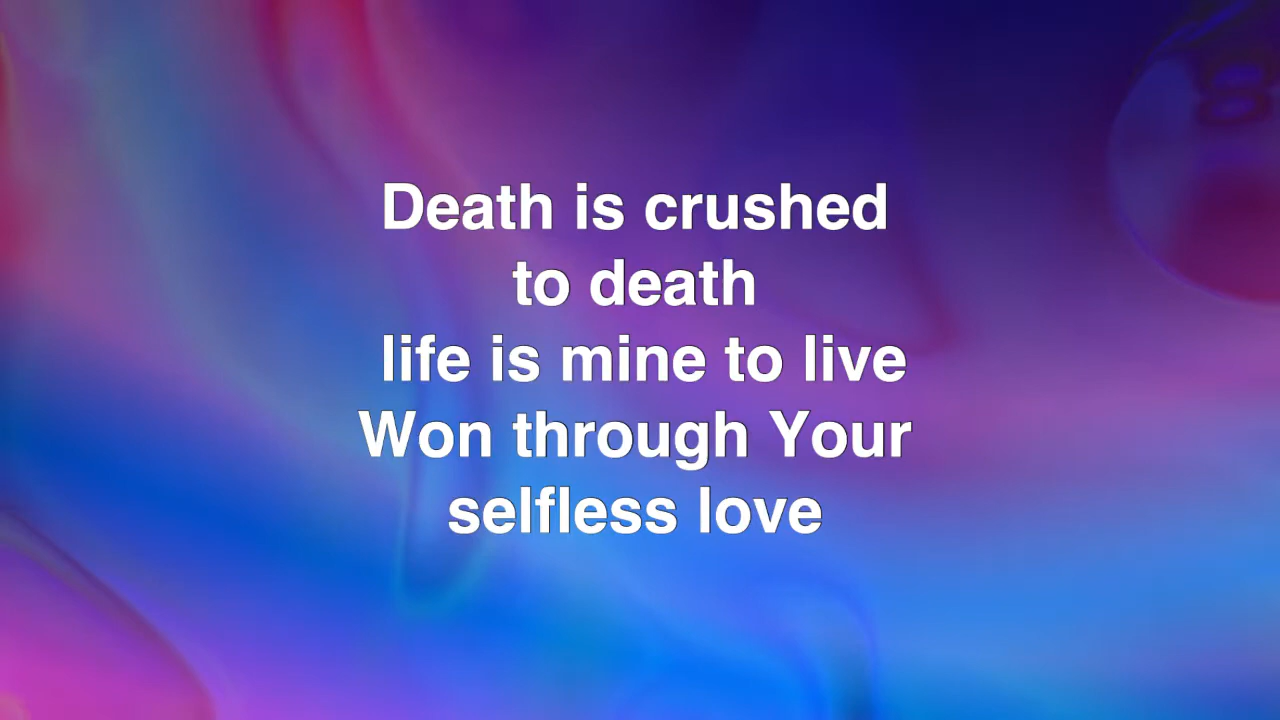 Death is crushed
to death
life is mine to live
Won through Your
selfless love